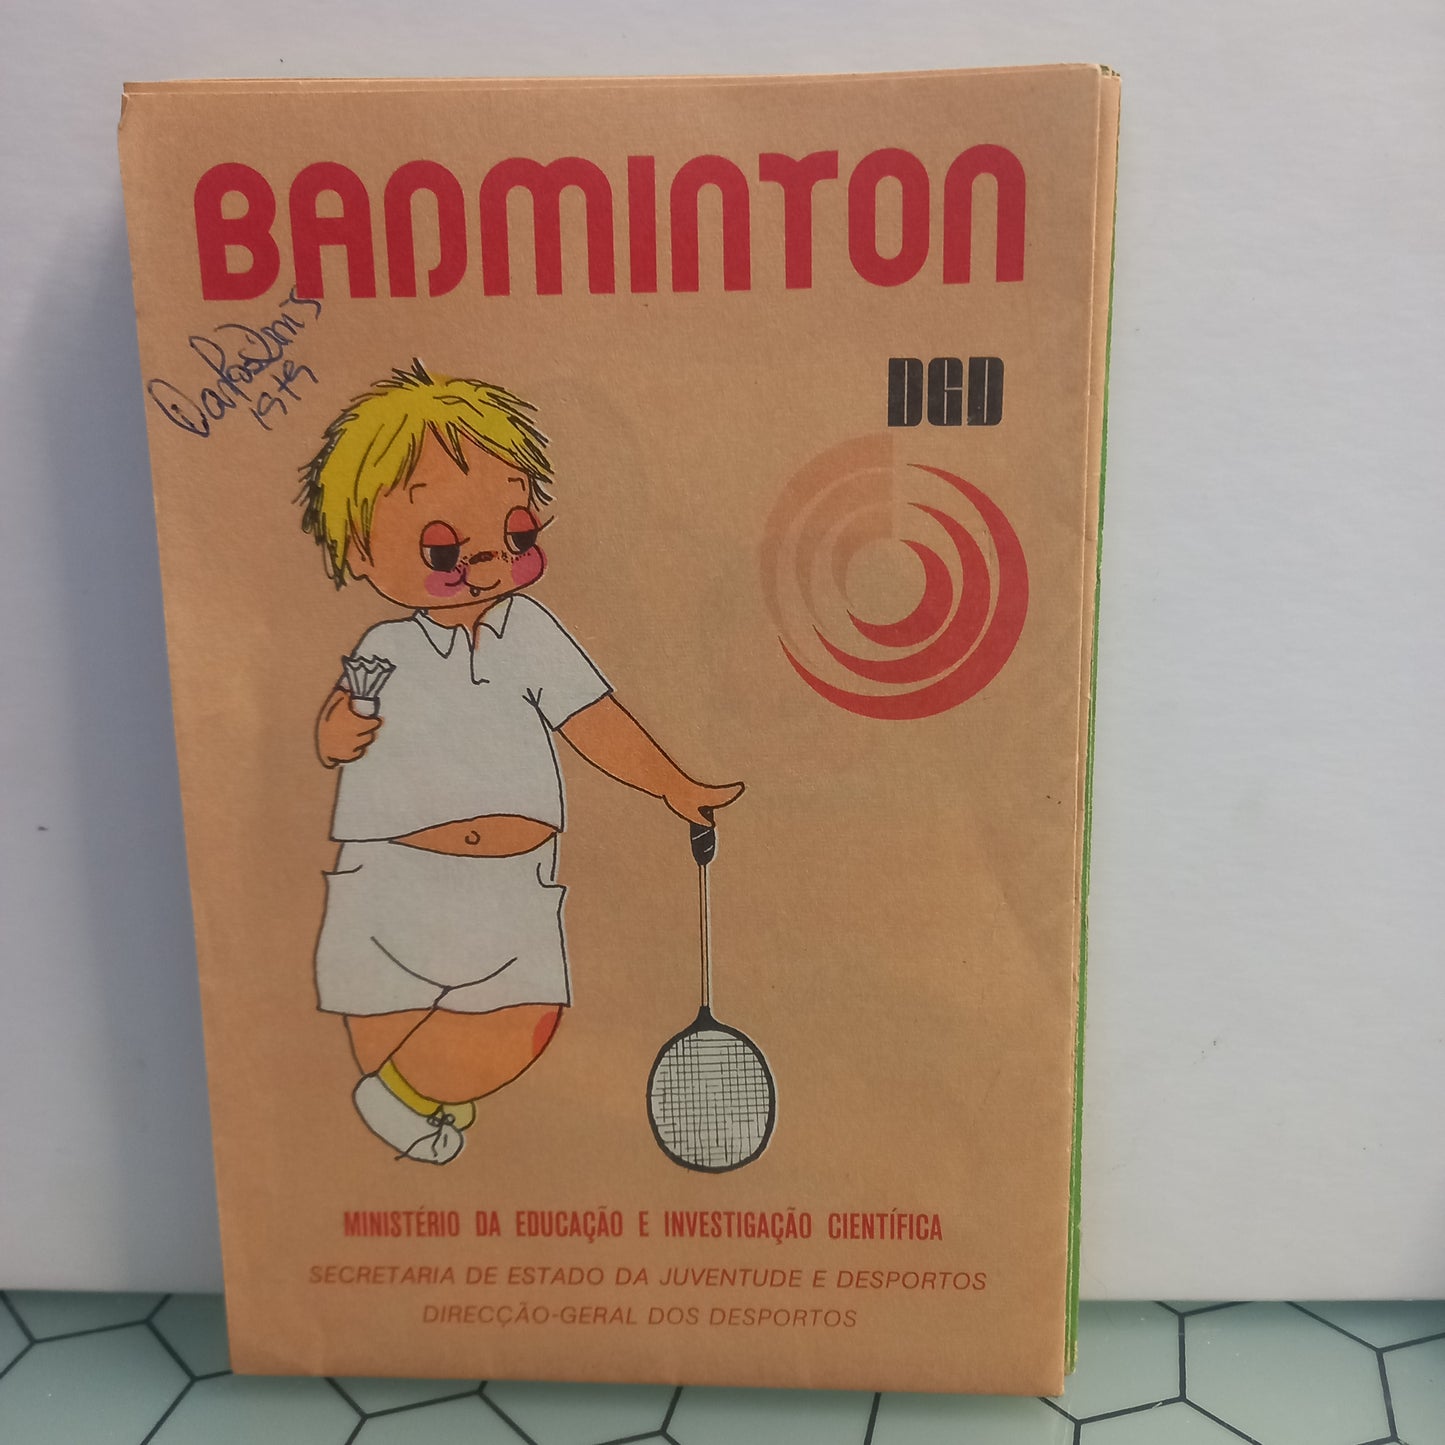 BADMINTON
DGD
MINISTÉRIO DA EDUCAÇÃO E INVESTIGAÇÃO CIENTÍFICA
SECRETARIA DE ESTADO DA JUVENTUDE E DESPORTOS
DIRECÇÃO-GERAL DOS DESPORTOS